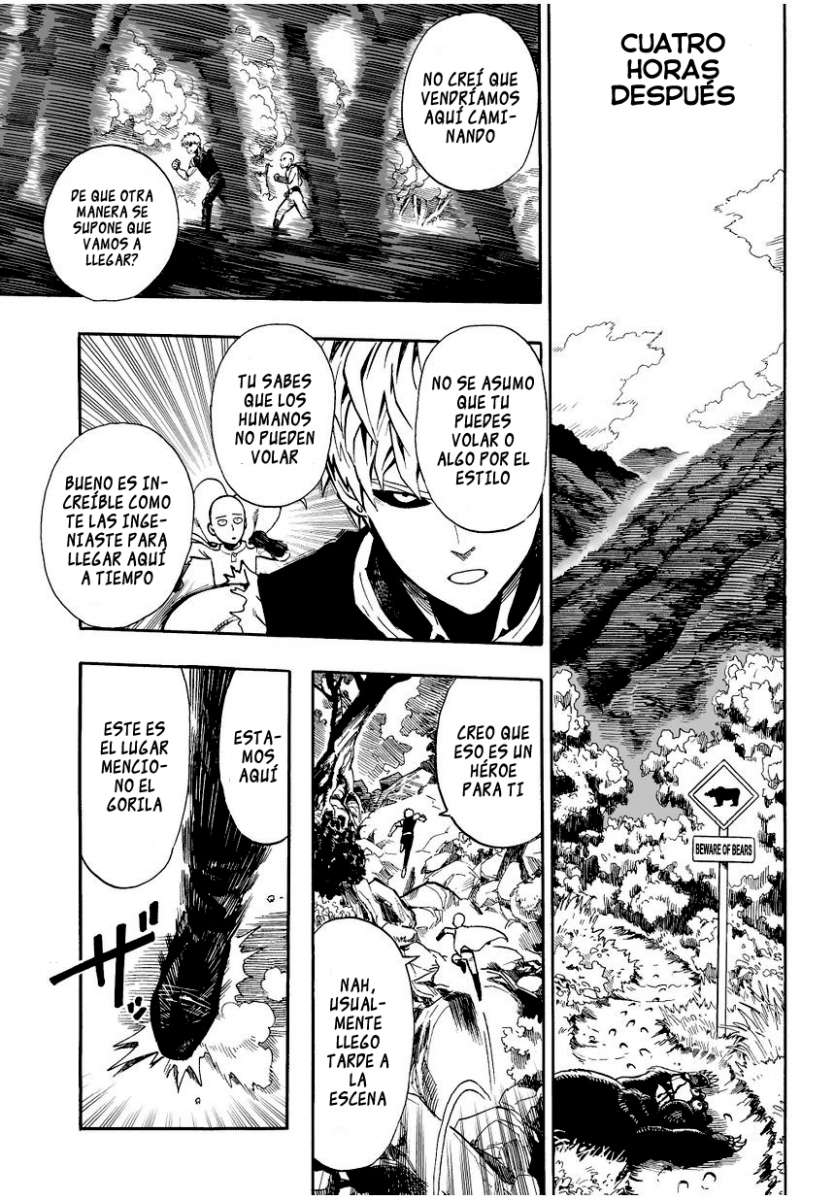 CUATRO
HORAS
DESPUÉS
BEWARE OF BEARS
NO CREÍ QUE
VENDRÍAMOS
AQUÍ CAMI-
NANDO
DE QUE OTRA
MANERA SE
SUPONE QUE
VAMOS A
LLEGAR?
NO SE ASUMO
QUE TU
PUEDES
VOLAR O
ALGO POR EL
ESTILO
TU SABES
QUE LOS
HUMANOS
NO PUEDEN
VOLAR
BUENO ES IN-
CREÍBLE COMO
TE LAS INGE-
NIASTE PARA
LLEGAR AQUÍ
A TIEMPO
CREO QUE
ESO ES UN
HÉROE
PARA TI
NAH,
USUAL-
MENTE
LLEGO
TARDE A
LA
ESCENA
ESTA-
MOS
AQUÍ
ESTE ES
EL LUGAR
MENCIO-
NO EL
GORILA
ザッ